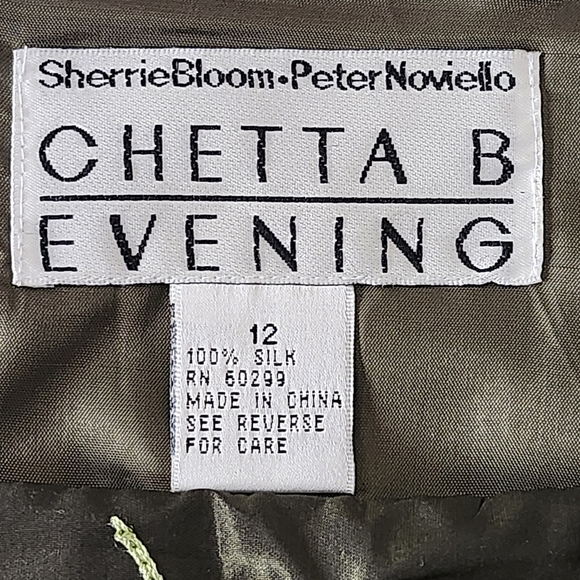 SherrieBloom•PeterNoviello
CHETTA B
EVENING
12
100% SILK
RN 60299
MADE IN CHINA
SEE REVERSE
FOR CARE